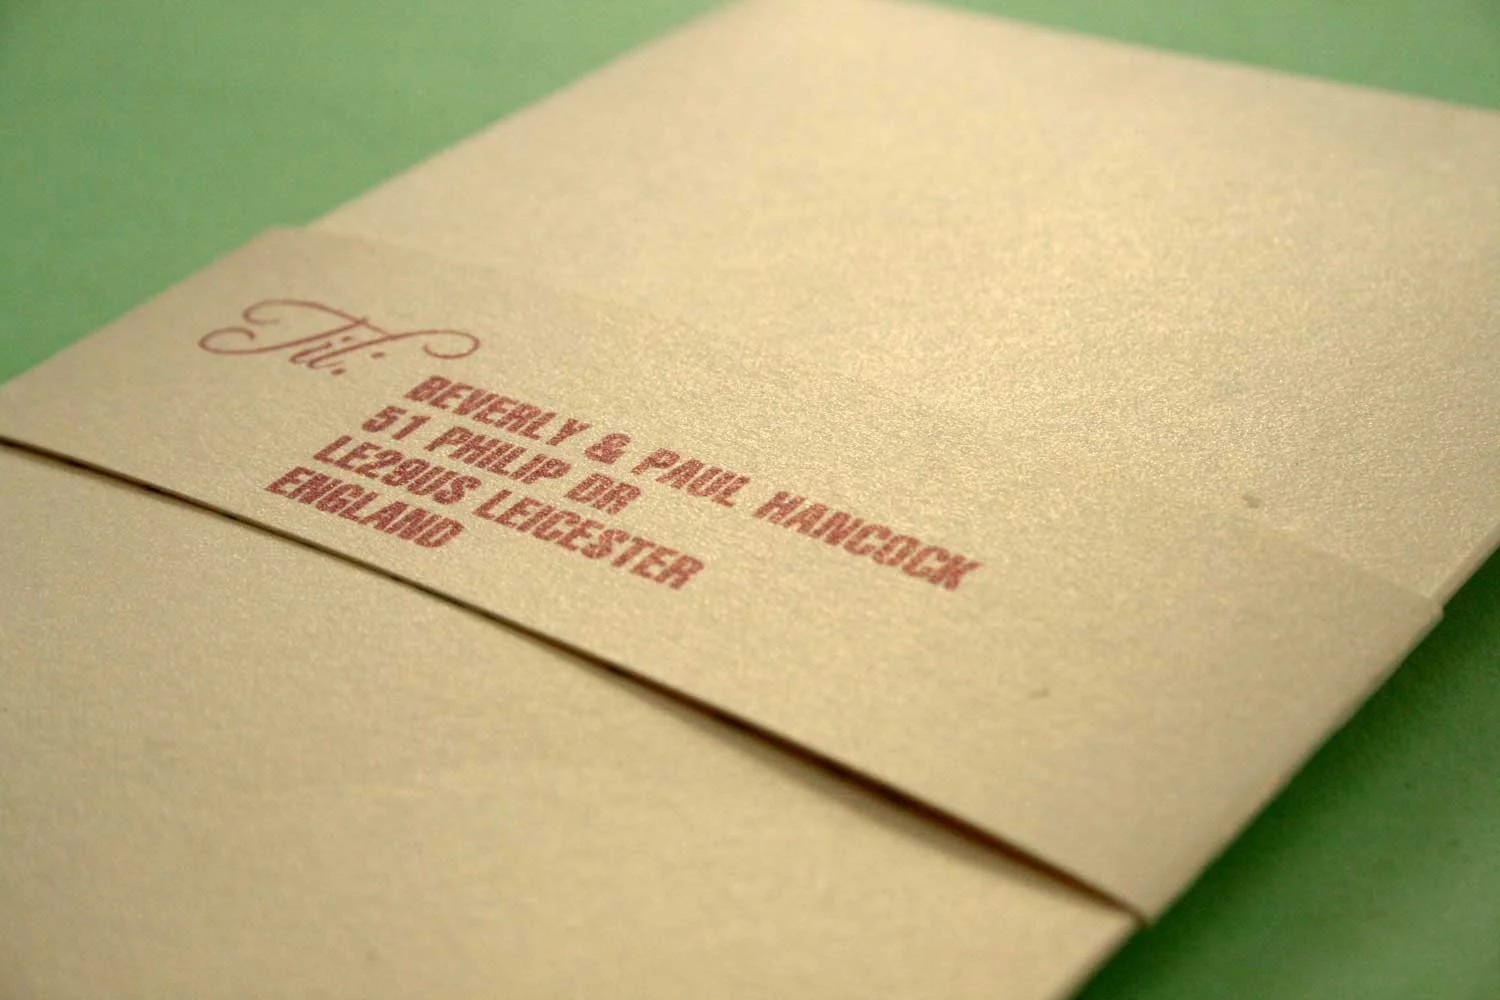 Til:
BEVERLY & PAUL HANCOCK
51 PHILIP DR
LE29US LEICESTER
ENGLAND